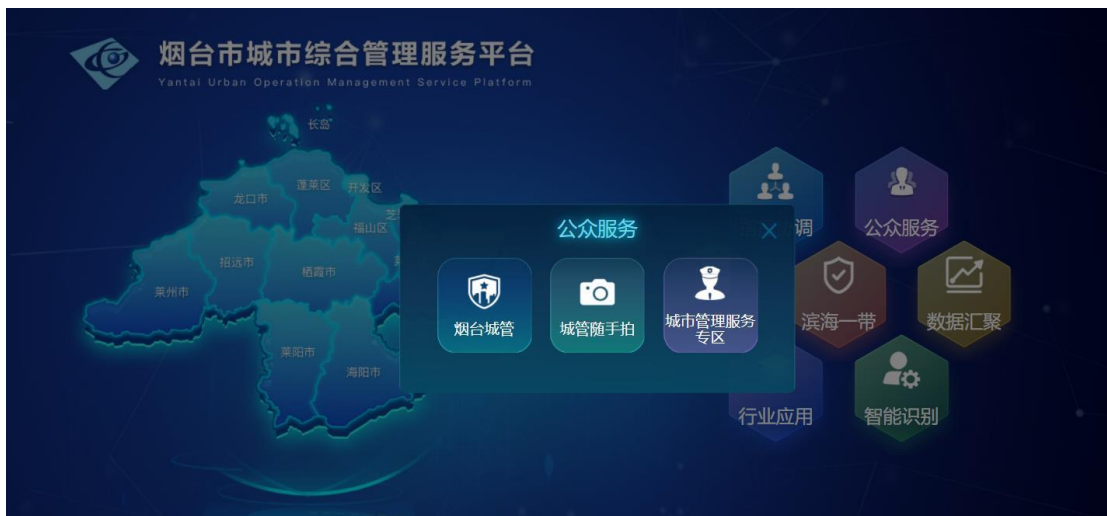 烟台市城市综合管理服务平台
Yantai Urban Operation Management Service Platform
长岛
蓬莱区
开发区
龙口市
福山区
招远市
栖霞市
莱州市
莱阳市
海阳市
公众服务
烟台城管
城管随手拍
城市管理服务
专区
调
公众服务
滨海一带
数据汇聚
行业应用
智能识别